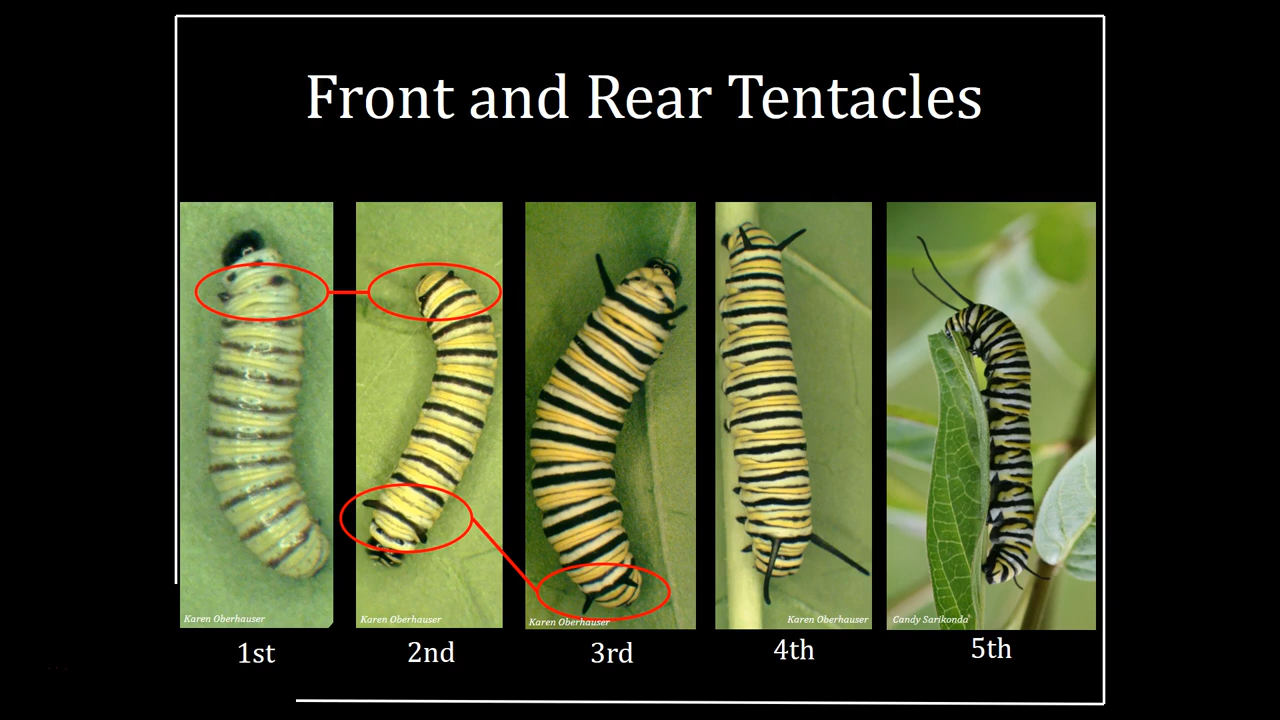 Front and Rear Tentacles
Karen Oberhauser
Karen Oberhauser
Karen Oberhauser
Karen Oberhauser
Candy Sarikonda
1st
2nd
3rd
4th
5th